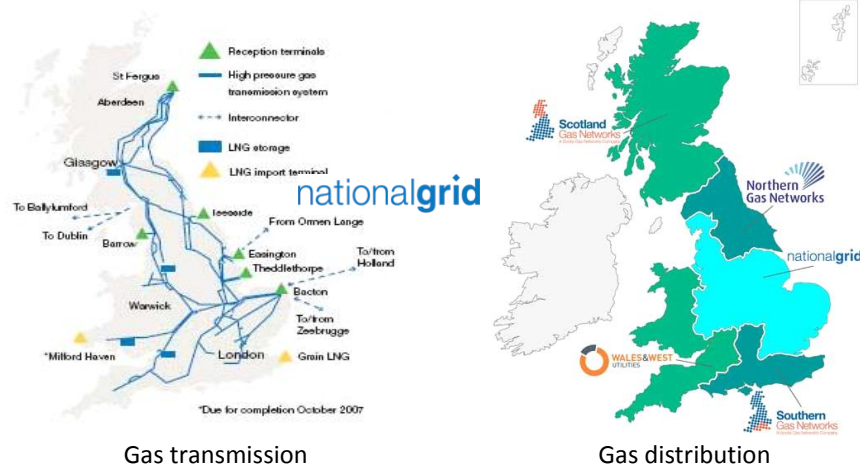 St Fergus
Aberdeen
Glasgow
To Ballylumford
To Dublin
Barrow
Teeside
From Ormen Lange
Easington
Theddlethorpe
To/from
Holland
Bacton
To/from
Zeebrugge
Warwick
*Milford Haven
London
Grain LNG
*Due for completion October 2007
Reception terminals
High pressure gas
transmission system
Interconnector
LNG storage
LNG import terminal
nationalgrid
Gas transmission
Scotland
Gas Networks
Northern
Gas Networks
nationalgrid
WALES&WEST
UTILITIES
Southern
Gas Networks
Gas distribution